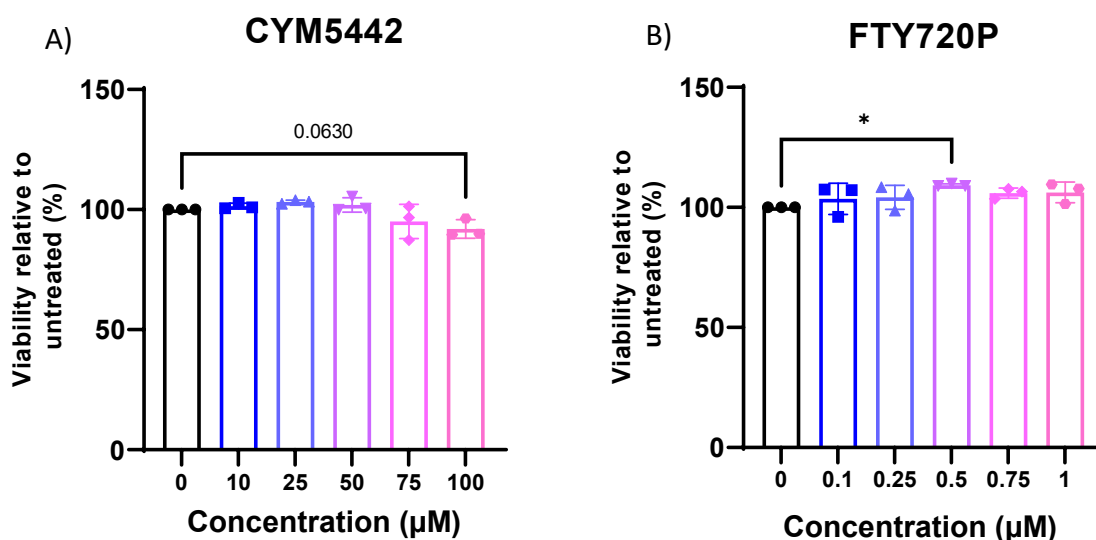 A)
CYM5442
Viability relative to
untreated (%)
150
100
50
0
0.0630
0 10 25 50 75 100
Concentration (µM)
B)
FTY720P
Viability relative to
untreated (%)
150
100
50
0
*
0 0.1 0.25 0.5 0.75 1
Concentration (µM)